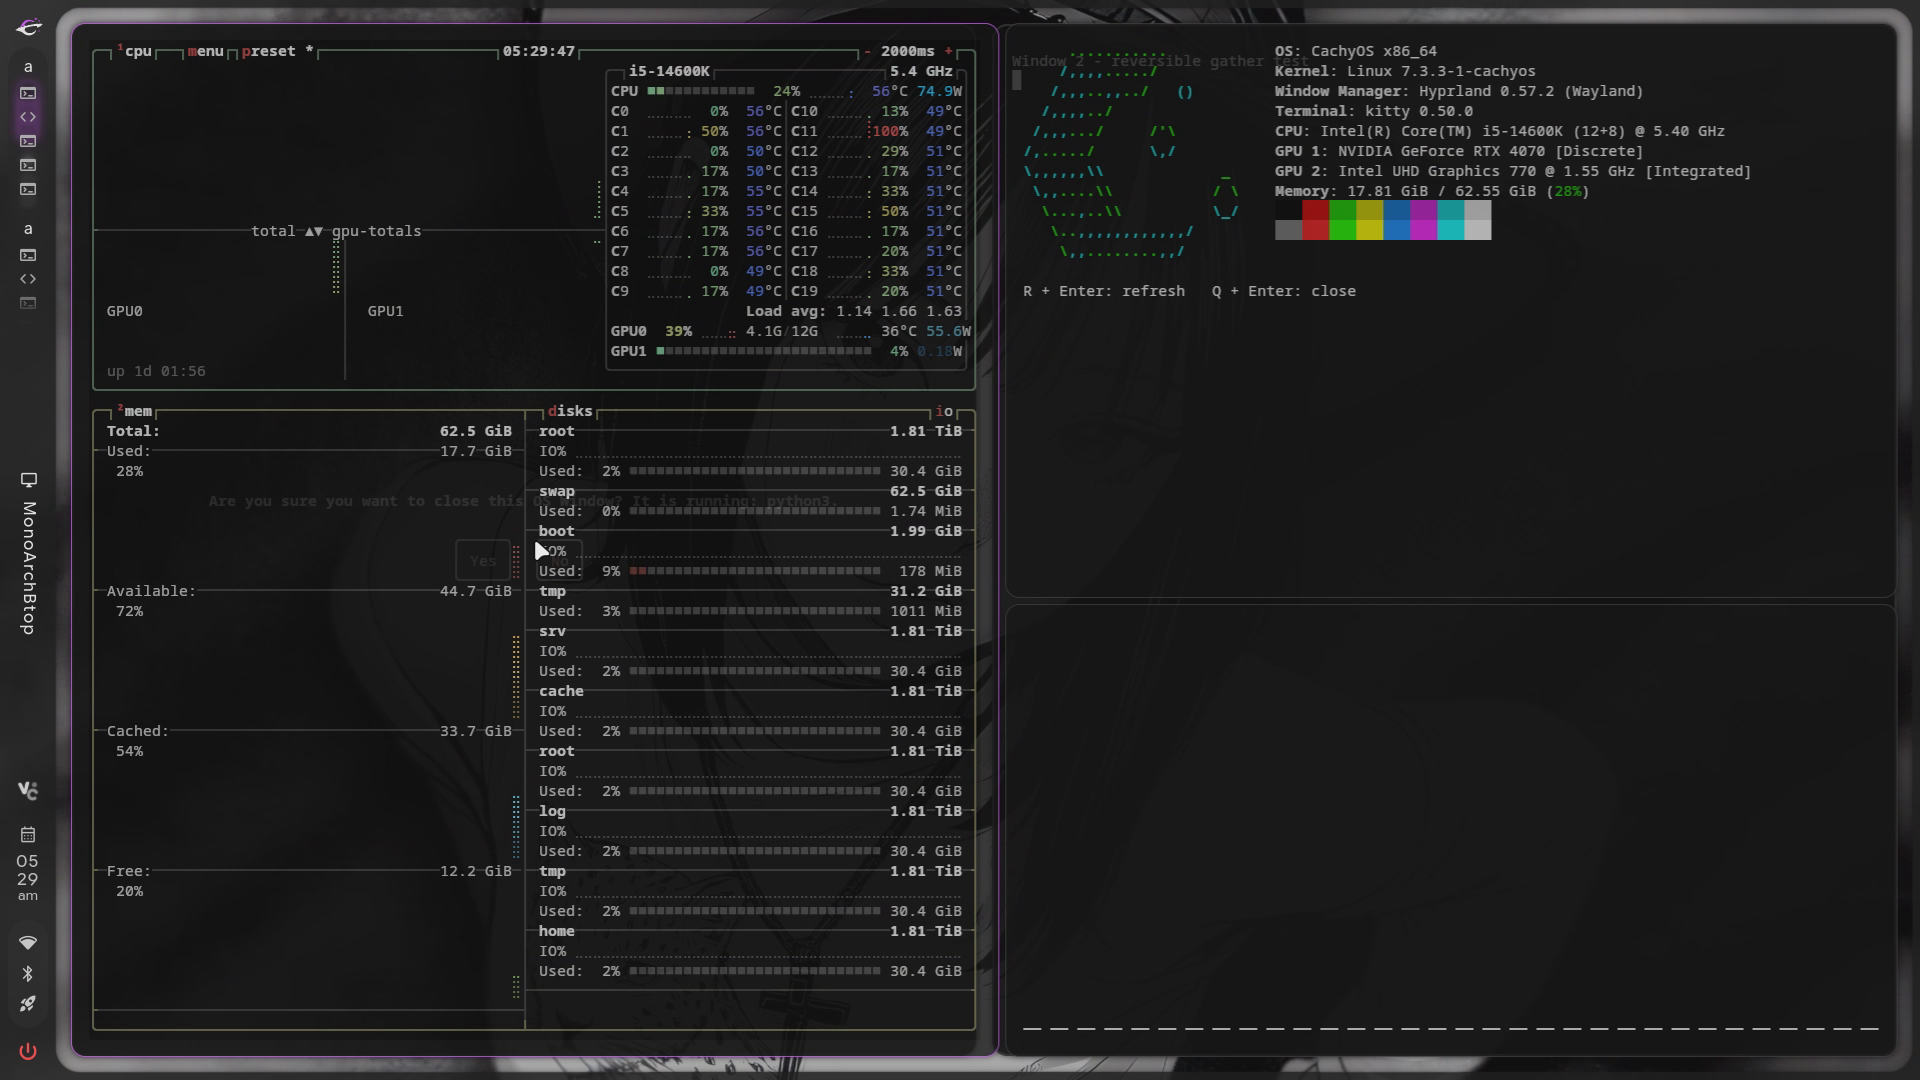 a
a
MonoArchBtop
05
29
am
¹cpu menu preset * 05:29:47 - 2000ms +
i5-14600K 5.4 GHz
CPU 24% 56°C 74.9W
C0 0% 56°C C10 13% 49°C
C1 50% 56°C C11 100% 49°C
C2 0% 50°C C12 29% 51°C
C3 17% 50°C C13 17% 51°C
C4 17% 55°C C14 33% 51°C
C5 33% 55°C C15 50% 51°C
C6 17% 56°C C16 17% 51°C
C7 17% 56°C C17 20% 51°C
C8 0% 49°C C18 33% 51°C
C9 17% 49°C C19 20% 51°C
Load avg: 1.14 1.66 1.63
GPU0 39% 4.1G/12G 36°C 55.6W
GPU1 4% 0.18W
total ▲▼ gpu-totals
GPU0 GPU1
up 1d 01:56
²mem
Total: 62.5 GiB
Used: 17.7 GiB
28%
Available: 44.7 GiB
72%
Cached: 33.7 GiB
54%
Free: 12.2 GiB
20%
Are you sure you want to close this OS window? It is running: python3.
Yes No
disks io
root 1.81 TiB
IO%
Used: 2% 30.4 GiB
swap 62.5 GiB
Used: 0% 1.74 MiB
boot 1.99 GiB
IO%
Used: 9% 178 MiB
tmp 31.2 GiB
Used: 3% 1011 MiB
srv 1.81 TiB
IO%
Used: 2% 30.4 GiB
cache 1.81 TiB
IO%
Used: 2% 30.4 GiB
root 1.81 TiB
IO%
Used: 2% 30.4 GiB
log 1.81 TiB
IO%
Used: 2% 30.4 GiB
tmp 1.81 TiB
IO%
Used: 2% 30.4 GiB
home 1.81 TiB
IO%
Used: 2% 30.4 GiB
Window 2 - reversible gather test
OS: CachyOS x86_64
Kernel: Linux 7.3.3-1-cachyos
Window Manager: Hyprland 0.57.2 (Wayland)
Terminal: kitty 0.50.0
CPU: Intel(R) Core(TM) i5-14600K (12+8) @ 5.40 GHz
GPU 1: NVIDIA GeForce RTX 4070 [Discrete]
GPU 2: Intel UHD Graphics 770 @ 1.55 GHz [Integrated]
Memory: 17.81 GiB / 62.55 GiB (28%)
R + Enter: refresh Q + Enter: close